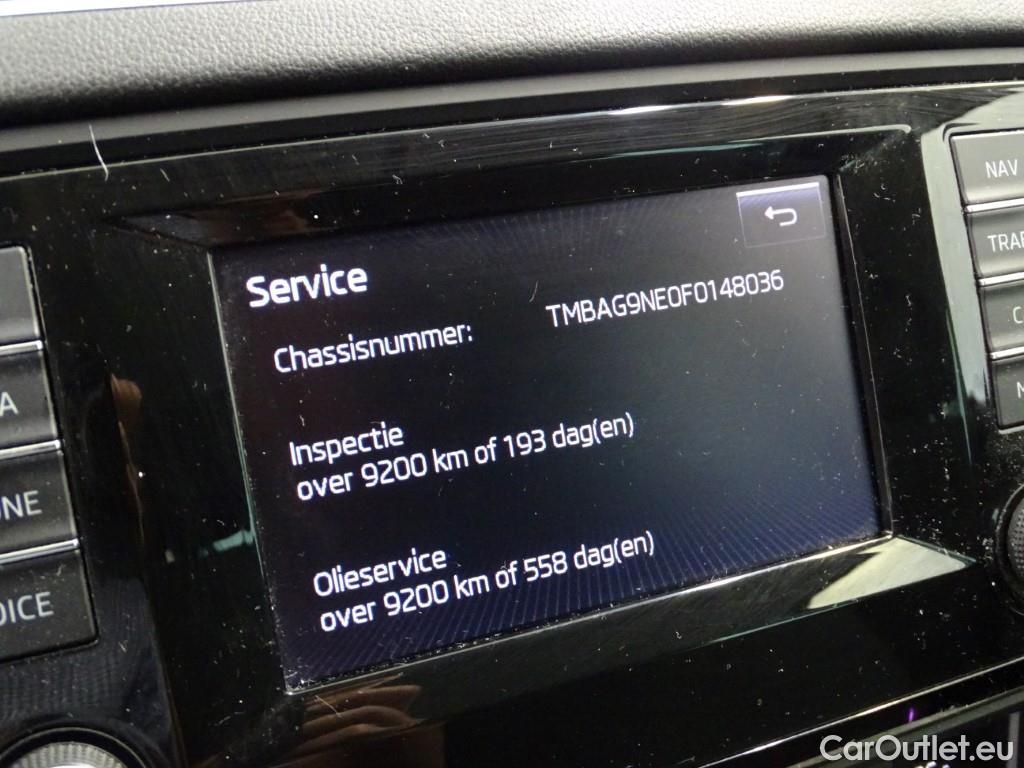 Service
Chassisnummer: TMBAG9NE0F0148036
Inspectie
over 9200 km of 193 dag(en)
Olieservice
over 9200 km of 558 dag(en)
NAV
CarOutlet.eu